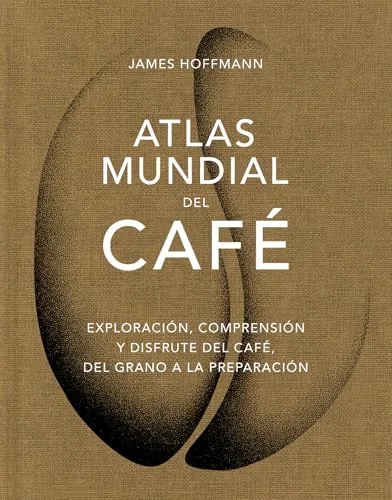 JAMES HOFFMANN
ATLAS
MUNDIAL
DEL
CAFÉ
EXPLORACIÓN, COMPRENSIÓN
Y DISFRUTE DEL CAFÉ,
DEL GRANO A LA PREPARACIÓN